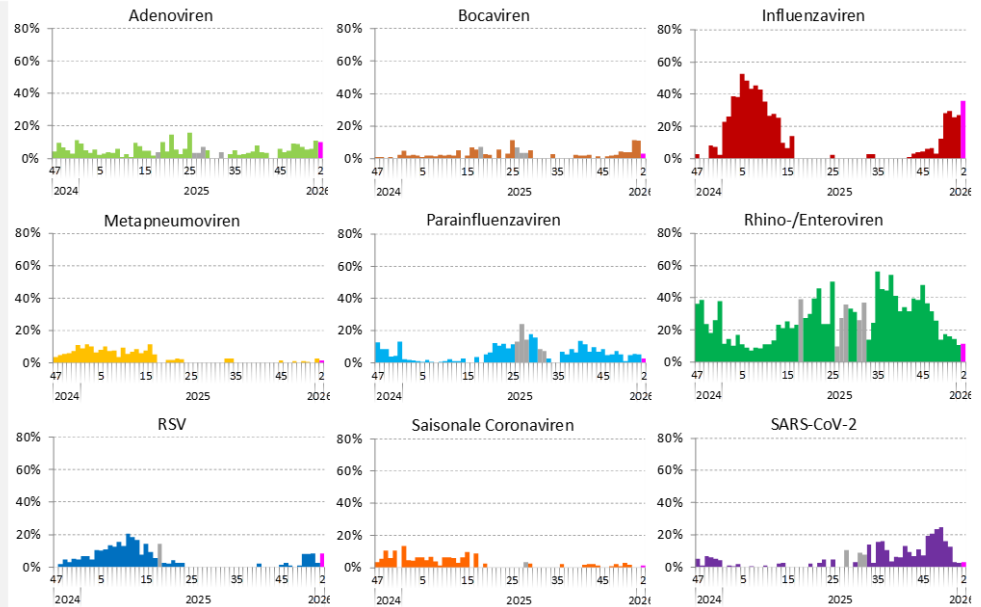 Adenoviren Bocaviren Influenzaviren
80% 80% 80%
60% 60% 60%
40% 40% 40%
20% 20% 20%
0% 0% 0%
47 5 15 25 35 45 2 47 5 15 25 35 45 2 47 5 15 25 35 45 2
2024 2025 2026 2024 2025 2026 2024 2025 2026
Metapneumoviren Parainfluenzaviren Rhino-/Enteroviren
80% 80% 80%
60% 60% 60%
40% 40% 40%
20% 20% 20%
0% 0% 0%
47 5 15 25 35 45 2 47 5 15 25 35 45 2 47 5 15 25 35 45 2
2024 2025 2026 2024 2025 2026 2024 2025 2026
RSV Saisonale Coronaviren SARS-CoV-2
80% 80% 80%
60% 60% 60%
40% 40% 40%
20% 20% 20%
0% 0% 0%
47 5 15 25 35 45 2 47 5 15 25 35 45 2 47 5 15 25 35 45 2
2024 2025 2026 2024 2025 2026 2024 2025 2026